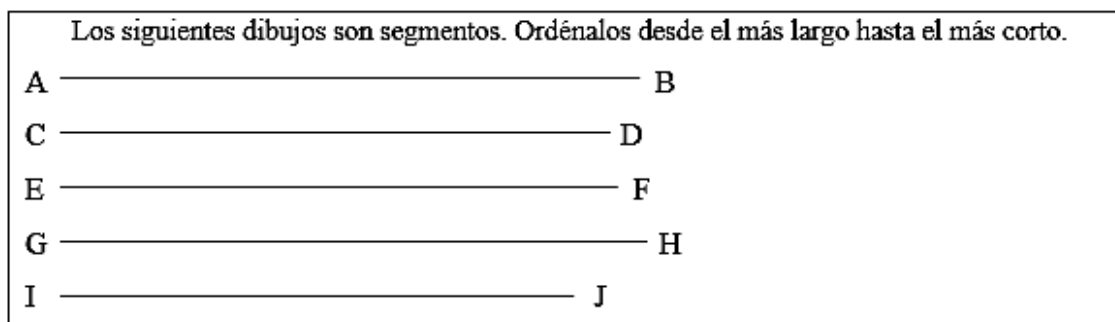 Los siguientes dibujos son segmentos. Ordénalos desde el más largo hasta el más corto.
A B
C D
E F
G H
I J